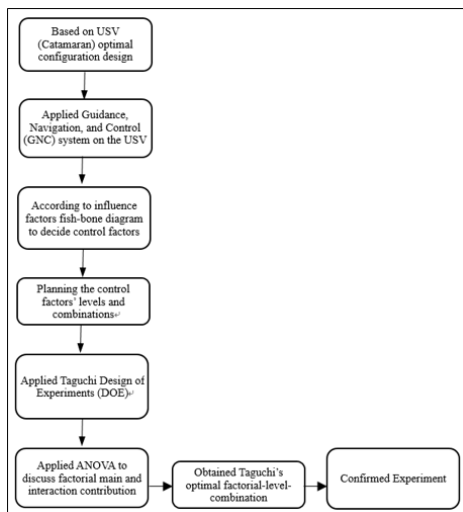 Based on USV
(Catamaran) optimal
configuration design
Applied Guidance,
Navigation, and Control
(GNC) system on the USV
According to influence
factors fish-bone diagram
to decide control factors
Planning the control
factors' levels and
combinations↵
Applied Taguchi Design of
Experiments (DOE)↵
Applied ANOVA to
discuss factorial main and
interaction contribution
Obtained Taguchi's
optimal factorial-level-
combination
Confirmed Experiment